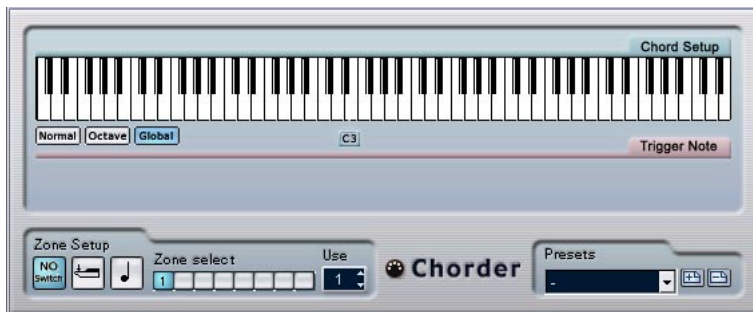 Chord Setup
Normal Octave Global
C3
Trigger Note
Zone Setup
NO
Switch
Zone select
1
Use
1
Chorder
Presets
-